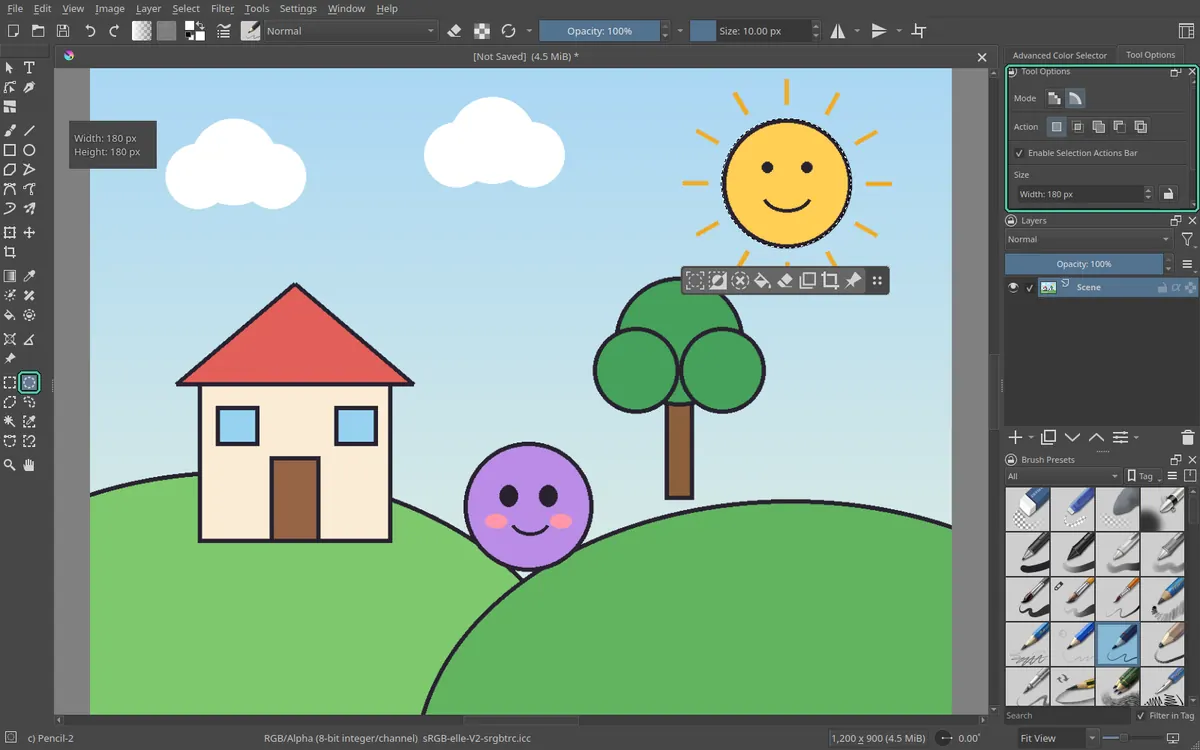 File Edit View Image Layer Select Filter Tools Settings Window Help
Normal
Opacity: 100%
Size: 10.00 px
[Not Saved] (4.5 MiB) *
Width: 180 px
Height: 180 px
Advanced Color Selector
Tool Options
Tool Options
Mode
Action
Enable Selection Actions Bar
Size
Width: 180 px
Layers
Normal
Opacity: 100%
Scene
Brush Presets
All
Tag
Search
Filter in Tag
c) Pencil-2
RGB/Alpha (8-bit integer/channel) sRGB-elle-V2-srgbtrc.icc
1,200 x 900 (4.5 MiB)
0.00°
Fit View